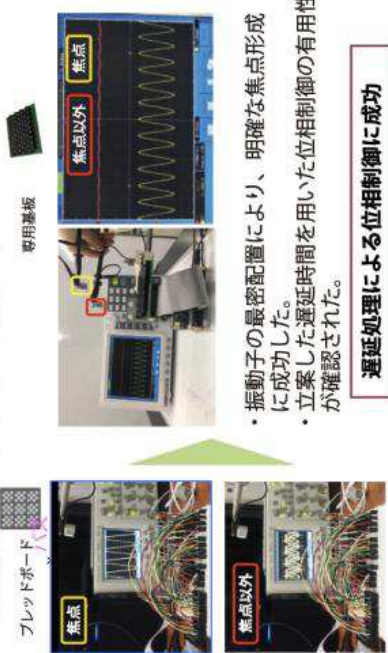 ブレッドボード
焦点
焦点以外
専用基板
焦点以外
焦点
・振動子の最密配置により、明確な焦点形成
に成功した。
・立案した遅延時間を用いた位相制御の有用性
が確認された。
遅延処理による位相制御に成功